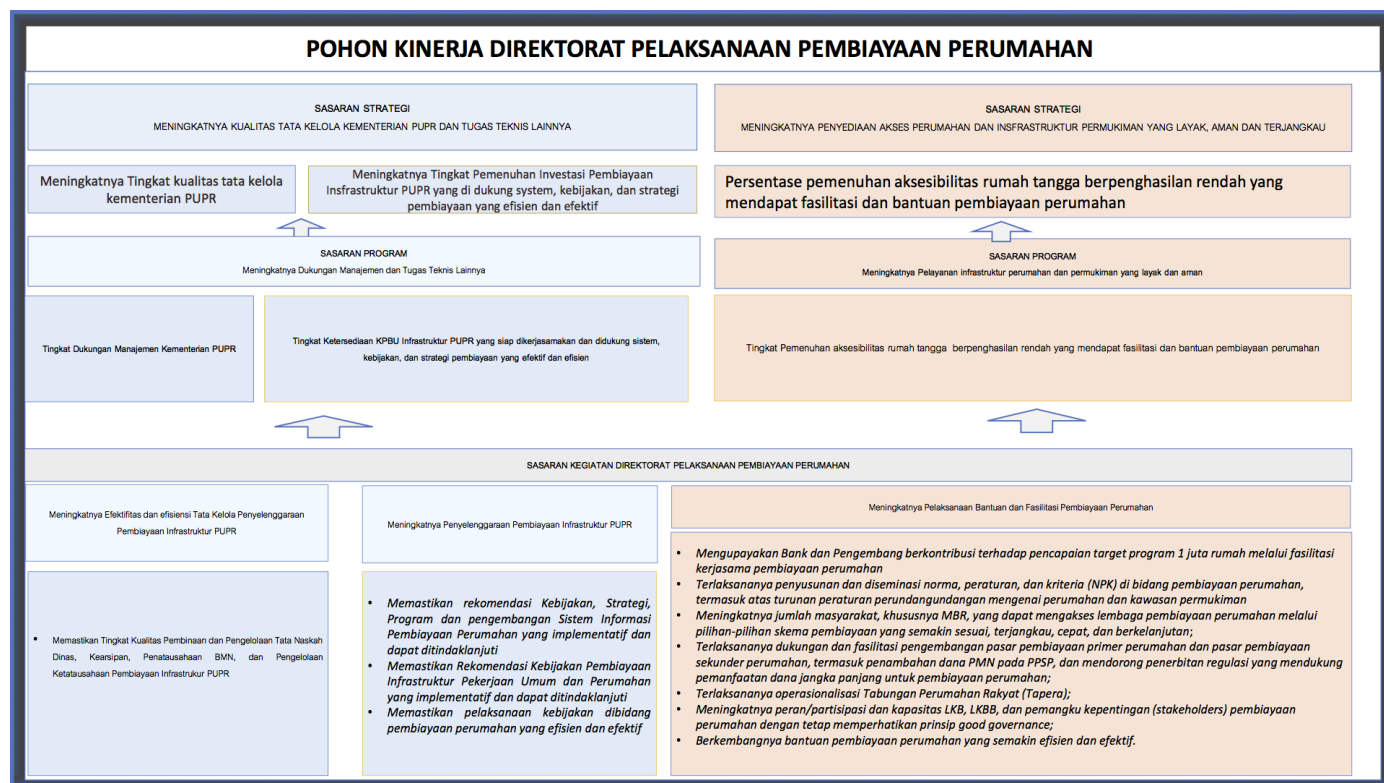 POHON KINERJA DIREKTORAT PELAKSANAAN PEMBIAYAAN PERUMAHAN
SASARAN STRATEGI
MENINGKATNYA KUALITAS TATA KELOLA KEMENTERIAN PUPR DAN TUGAS TEKNIS LAINNYA
SASARAN STRATEGI
MENINGKATNYA PENYEDIAAN AKSES PERUMAHAN DAN INSFRASTRUKTUR PERMUKIMAN YANG LAYAK, AMAN DAN TERJANGKAU
Meningkatnya Tingkat kualitas tata kelola
kementerian PUPR
Meningkatnya Tingkat Pemenuhan Investasi Pembiayaan
Insfrastruktur PUPR yang di dukung system, kebijakan, dan strategi
pembiayaan yang efisien dan efektif
Persentase pemenuhan aksesibilitas rumah tangga berpenghasilan rendah yang
mendapat fasilitasi dan bantuan pembiayaan perumahan
SASARAN PROGRAM
Meningkatnya Dukungan Manajemen dan Tugas Teknis Lainnya
SASARAN PROGRAM
Meningkatnya Pelayanan infrastruktur perumahan dan permukiman yang layak dan aman
Tingkat Dukungan Manajemen Kementerian PUPR
Tingkat Ketersediaan KPBU Infrastruktur PUPR yang siap dikerjasamakan dan didukung sistem,
kebijakan, dan strategi pembiayaan yang efektif dan efisien
Tingkat Pemenuhan aksesibilitas rumah tangga berpenghasilan rendah yang mendapat fasilitasi dan bantuan pembiayaan perumahan
SASARAN KEGIATAN DIREKTORAT PELAKSANAAN PEMBIAYAAN PERUMAHAN
Meningkatnya Efektifitas dan efisiensi Tata Kelola Penyelenggaraan
Pembiayaan Infrastruktur PUPR
Meningkatnya Penyelenggaraan Pembiayaan Infrastruktur PUPR
Meningkatnya Pelaksanaan Bantuan dan Fasilitasi Pembiayaan Perumahan
• Memastikan Tingkat Kualitas Pembinaan dan Pengelolaan Tata Naskah
Dinas, Kearsipan, Penatausahaan BMN, dan Pengelolaan
Ketatausahaan Pembiayaan Infrastrukur PUPR
• Memastikan rekomendasi Kebijakan, Strategi,
Program dan pengembangan Sistem Informasi
Pembiayaan Perumahan yang implementatif dan
dapat ditindaklanjuti
• Memastikan Rekomendasi Kebijakan Pembiayaan
Infrastruktur Pekerjaan Umum dan Perumahan
yang implementatif dan dapat ditindaklanjuti
• Memastikan pelaksanaan kebijakan dibidang
pembiayaan perumahan yang efisien dan efektif
• Mengupayakan Bank dan Pengembang berkontribusi terhadap pencapaian target program 1 juta rumah melalui fasilitasi
kerjasama pembiayaan perumahan
• Terlaksananya penyusunan dan diseminasi norma, peraturan, dan kriteria (NPK) di bidang pembiayaan perumahan,
termasuk atas turunan peraturan perundangundangan mengenai perumahan dan kawasan permukiman
• Meningkatnya jumlah masyarakat, khususnya MBR, yang dapat mengakses lembaga pembiayaan perumahan melalui
pilihan-pilihan skema pembiayaan yang semakin sesuai, terjangkau, cepat, dan berkelanjutan;
• Terlaksananya dukungan dan fasilitasi pengembangan pasar pembiayaan primer perumahan dan pasar pembiayaan
sekunder perumahan, termasuk penambahan dana PMN pada PPSP, dan mendorong penerbitan regulasi yang mendukung
pemanfaatan dana jangka panjang untuk pembiayaan perumahan;
• Terlaksananya operasionalisasi Tabungan Perumahan Rakyat (Tapera);
• Meningkatnya peran/partisipasi dan kapasitas LKB, LKBB, dan pemangku kepentingan (stakeholders) pembiayaan
perumahan dengan tetap memperhatikan prinsip good governance;
• Berkembangnya bantuan pembiayaan perumahan yang semakin efisien dan efektif.